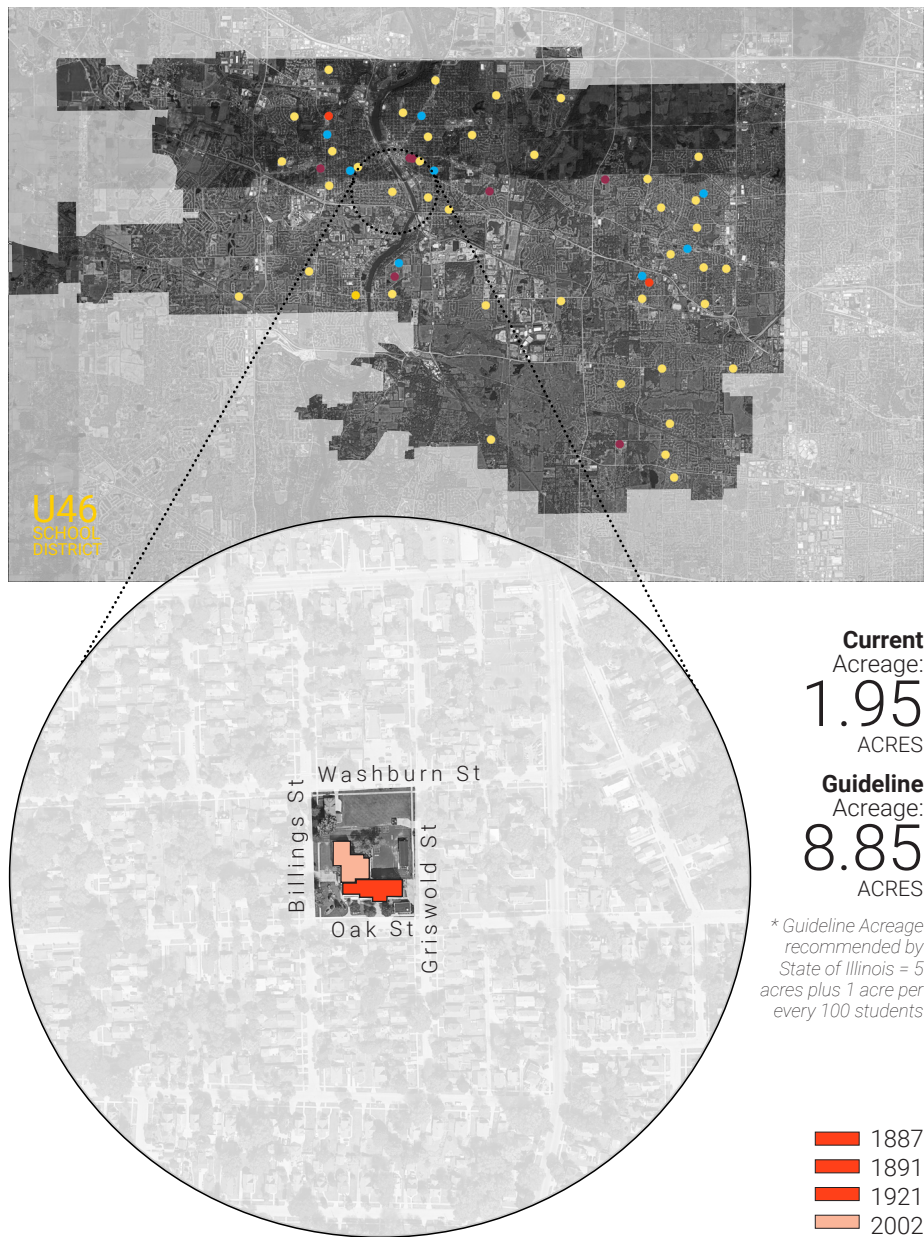 U46
SCHOOL
DISTRICT
Current
Acreage:
1.95
ACRES
Guideline
Acreage:
8.85
ACRES
* Guideline Acreage
recommended by
State of Illinois = 5
acres plus 1 acre per
every 100 students
Washburn St
Billings St
Griswold St
Oak St
1887
1891
1921
2002